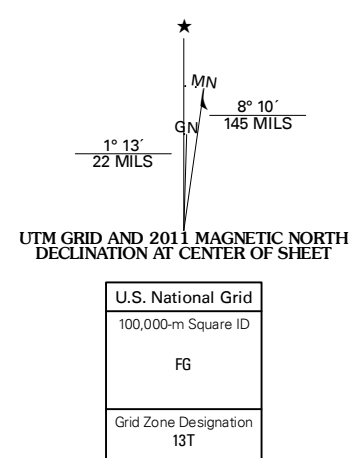 ★
MN
GN
8° 10´
145 MILS
1° 13´
22 MILS
UTM GRID AND 2011 MAGNETIC NORTH
DECLINATION AT CENTER OF SHEET
U.S. National Grid
100,000-m Square ID
FG
Grid Zone Designation
13T